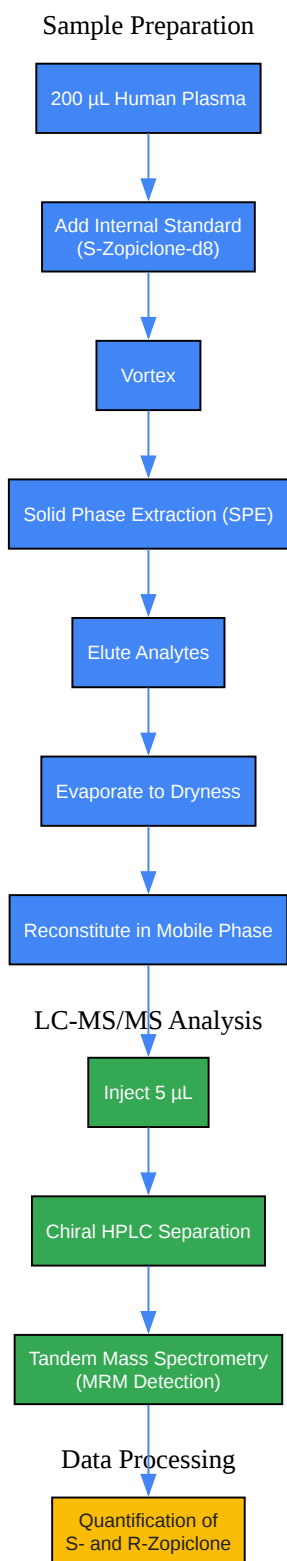 Sample Preparation
200 µL Human Plasma
Add Internal Standard
(S-Zopiclone-d8)
Vortex
Solid Phase Extraction (SPE)
Elute Analytes
Evaporate to Dryness
Reconstitute in Mobile Phase
LC-MS/MS Analysis
Inject 5 µL
Chiral HPLC Separation
Tandem Mass Spectrometry
(MRM Detection)
Data Processing
Quantification of
S- and R-Zopiclone